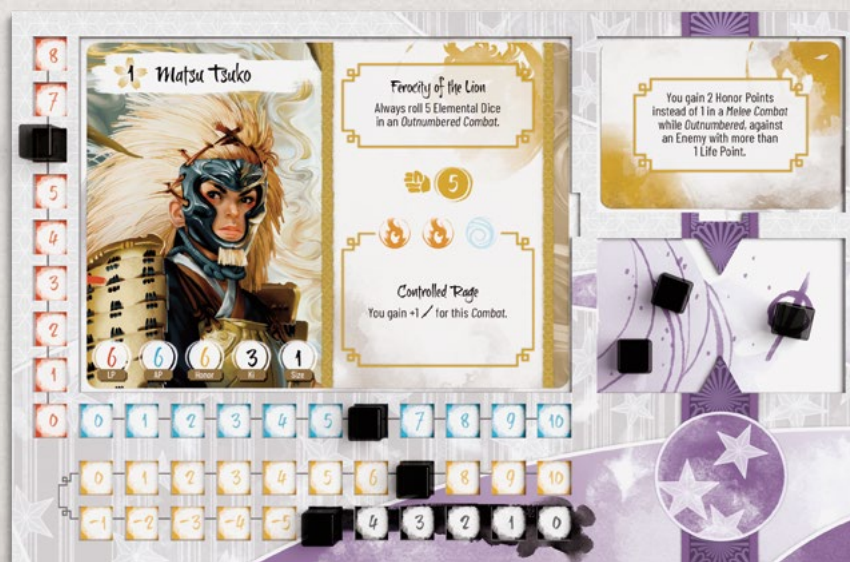 1 Matsu Tsuko
Ferocity of the Lion
Always roll 5 Elemental Dice
in an Outnumbered Combat.
5
Controlled Rage
You gain +1 for this Combat.
6 6 6 3 1
LP AP Honor Ki Size
You gain 2 Honor Points
instead of 1 in a Melee Combat
while Outnumbered, against
an Enemy with more than
1 Life Point.
8
7
5
4
3
2
1
0
0 1 2 3 4 5 7 8 9 10
0 1 2 3 4 5 6 8 9 10
-1 -2 -3 -4 -5 4 3 2 1 0